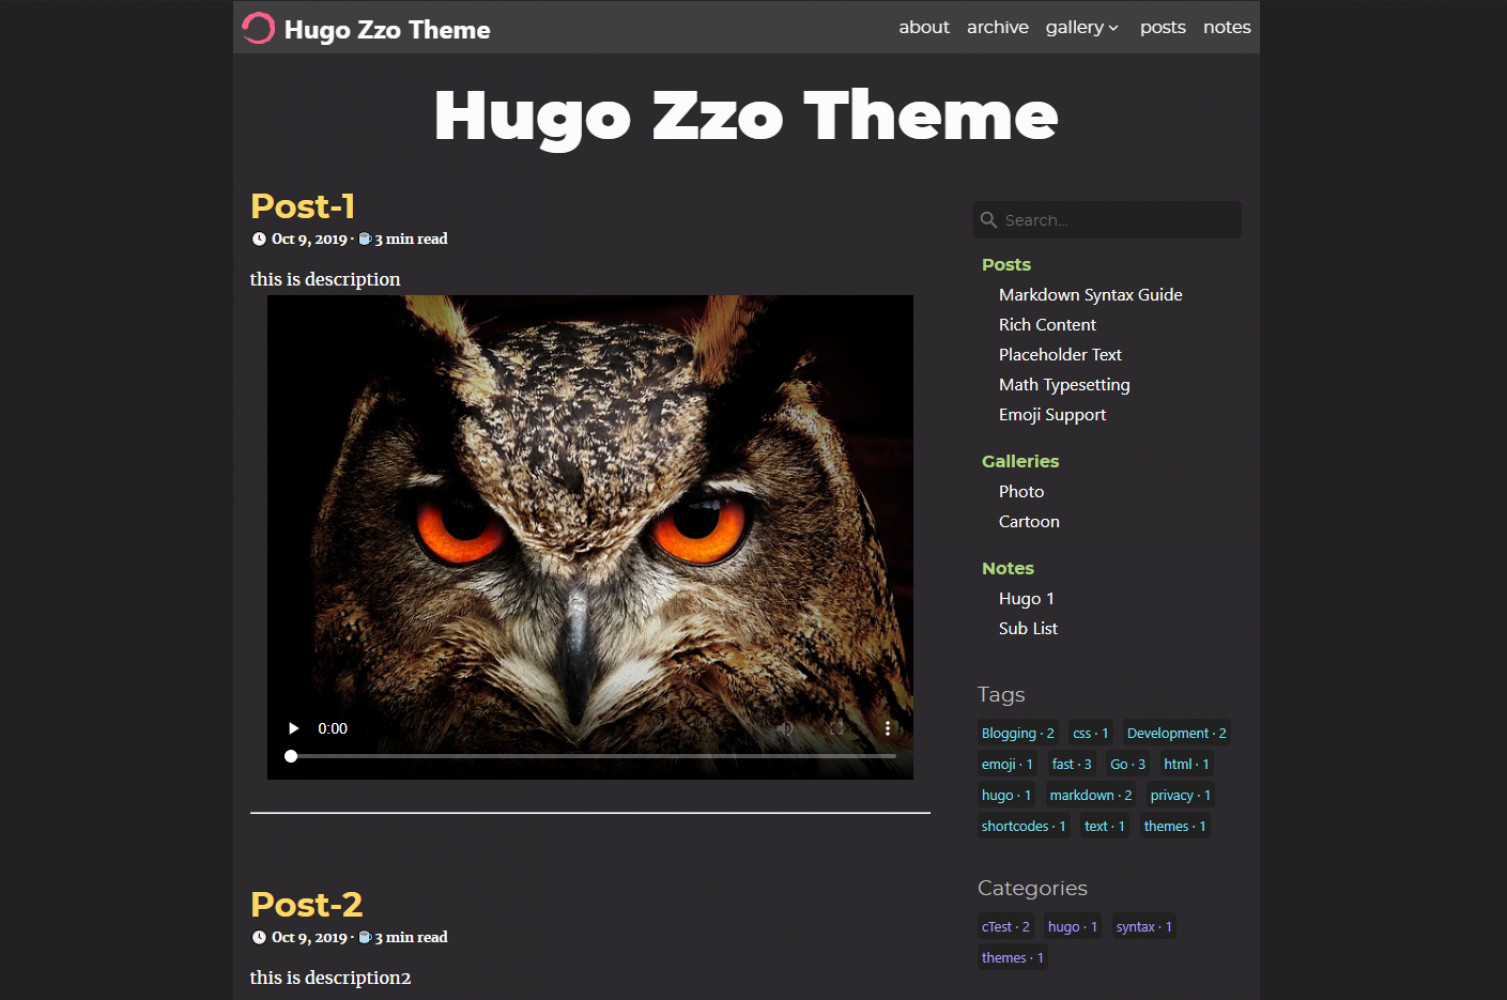 Hugo Zzo Theme
about archive gallery posts notes
Hugo Zzo Theme
Post-1
Oct 9, 2019 · 3 min read
this is description
0:00
Post-2
Oct 9, 2019 · 3 min read
this is description2
Search...
Posts
Markdown Syntax Guide
Rich Content
Placeholder Text
Math Typesetting
Emoji Support
Galleries
Photo
Cartoon
Notes
Hugo 1
Sub List
Tags
Blogging · 2 css · 1 Development · 2
emoji · 1 fast · 3 Go · 3 html · 1
hugo · 1 markdown · 2 privacy · 1
shortcodes · 1 text · 1 themes · 1
Categories
cTest · 2 hugo · 1 syntax · 1
themes · 1